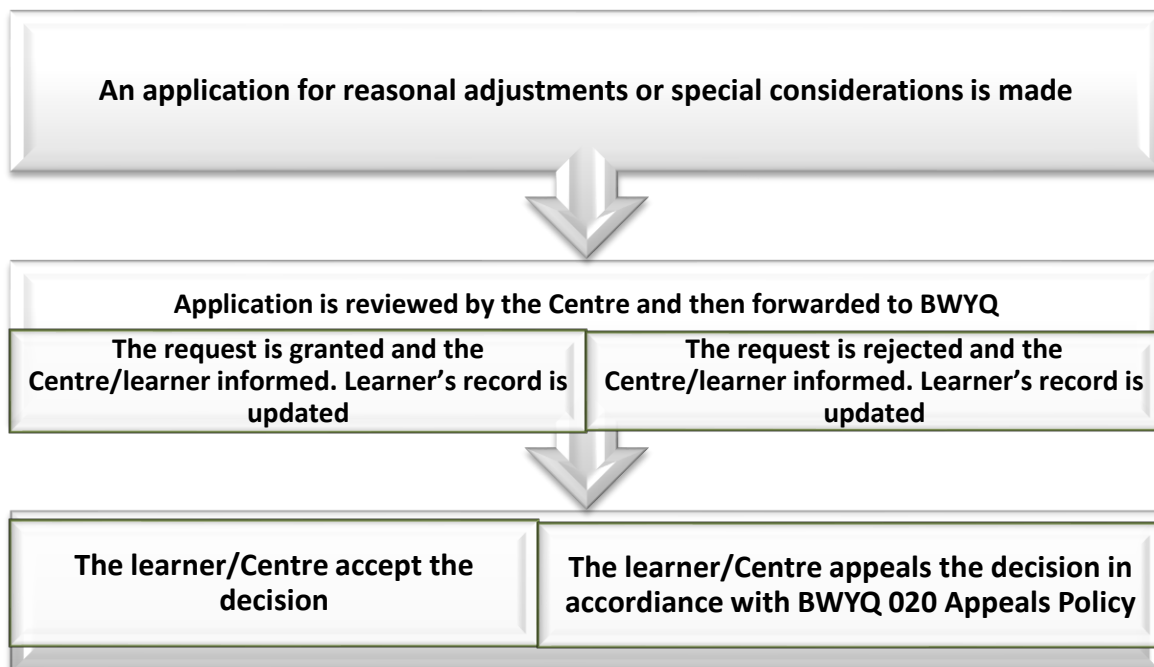 An application for reasonal adjustments or special considerations is made
Application is reviewed by the Centre and then forwarded to BWYQ
The request is granted and the
Centre/learner informed. Learner's record is
updated
The request is rejected and the
Centre/learner informed. Learner's record is
updated
The learner/Centre accept the
decision
The learner/Centre appeals the decision in
accordiance with BWYQ 020 Appeals Policy